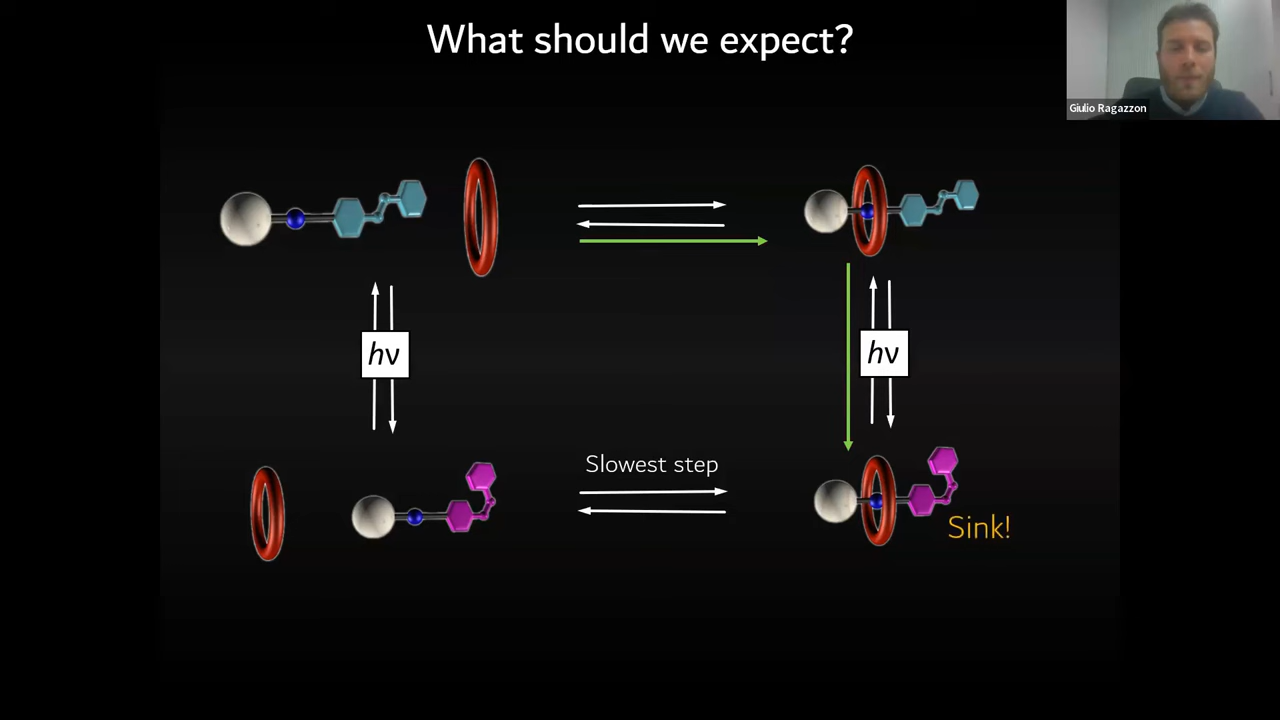 What should we expect?
Giulio Ragazzon
hν
hν
Slowest step
Sink!